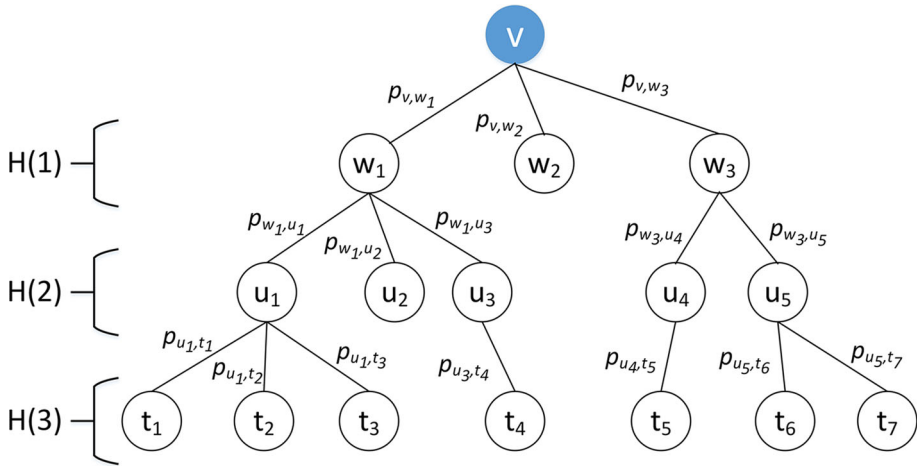 v
p_{v,w_1} p_{v,w_2} p_{v,w_3}
H(1) w_1 w_2 w_3
p_{w_1,u_1} p_{w_1,u_2} p_{w_1,u_3} p_{w_3,u_4} p_{w_3,u_5}
H(2) u_1 u_2 u_3 u_4 u_5
p_{u_1,t_1} p_{u_1,t_2} p_{u_1,t_3} p_{u_3,t_4} p_{u_4,t_5} p_{u_5,t_6} p_{u_5,t_7}
H(3) t_1 t_2 t_3 t_4 t_5 t_6 t_7